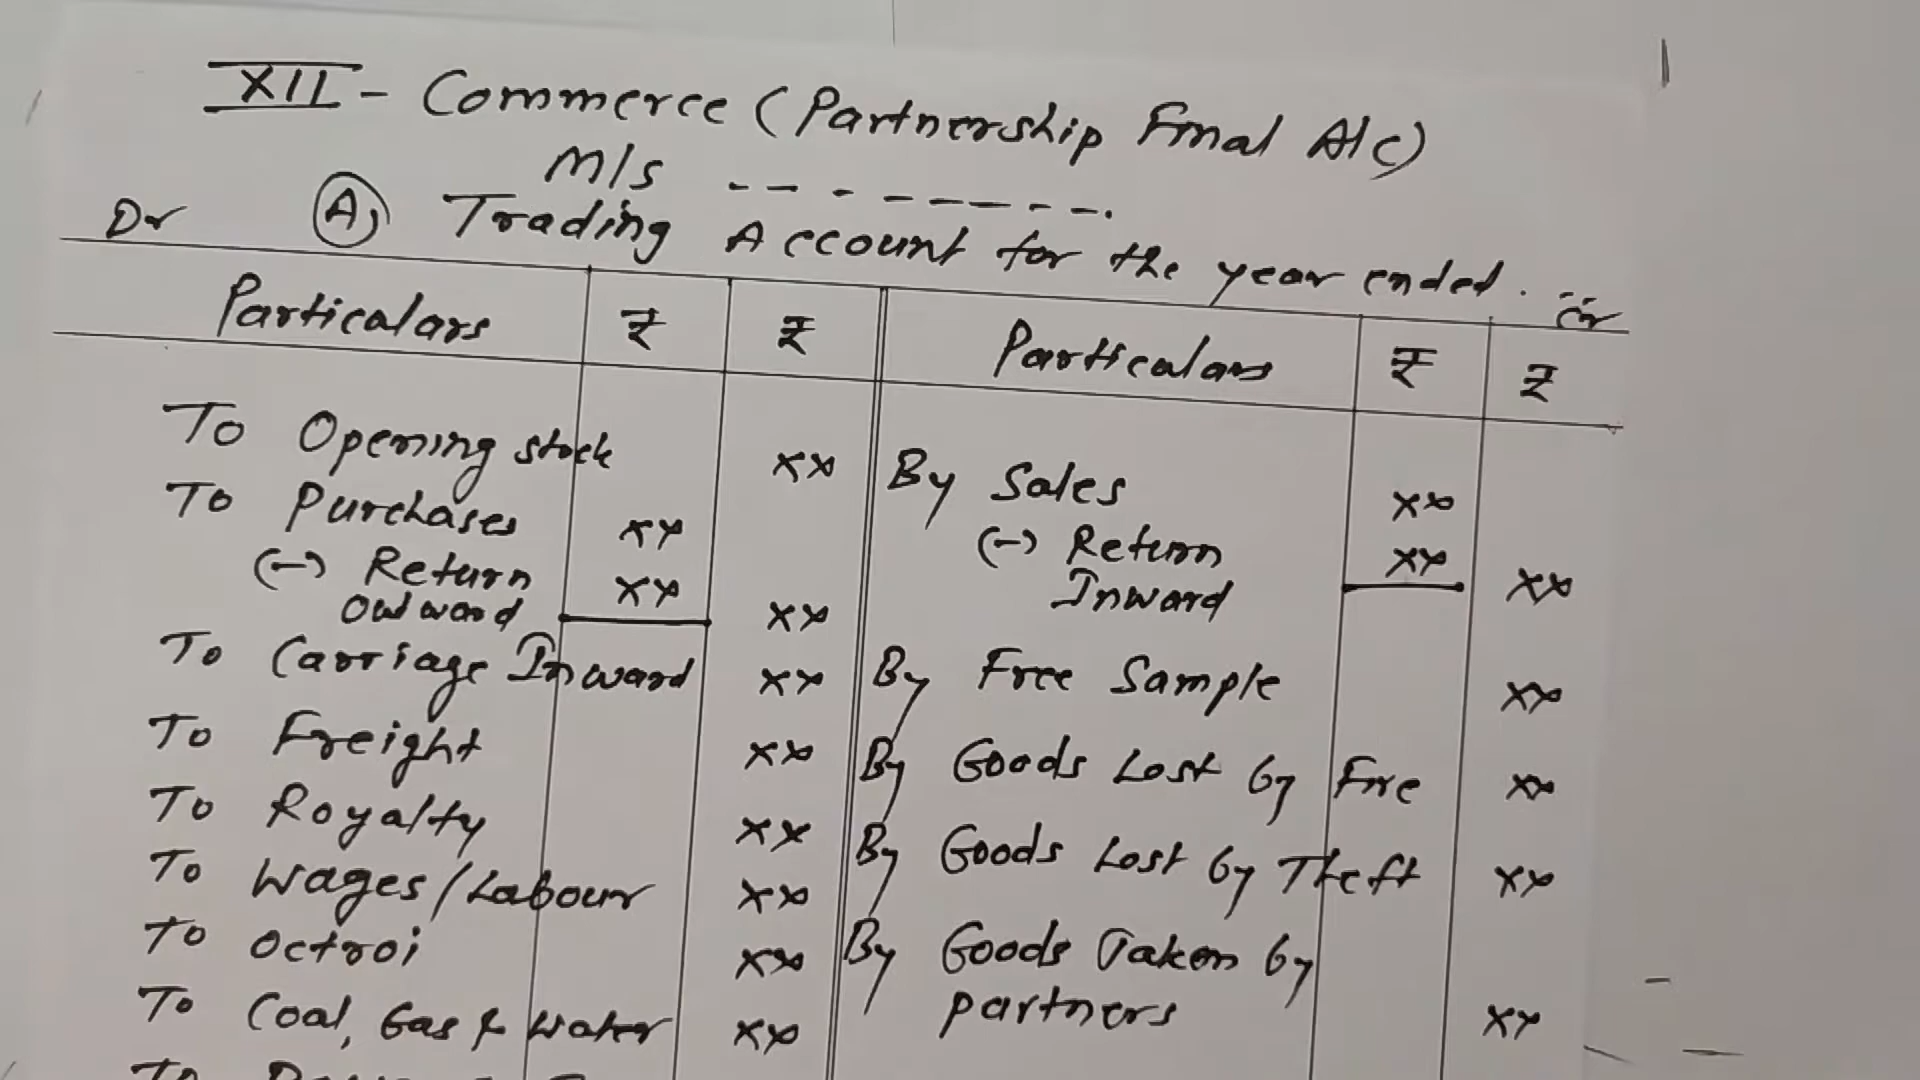 XII - Commerce (Partnership Final A/c)
M/s -----------.
Dr (A) Trading Account for the year ended. ... Cr
Particulars ₹ ₹ Particulars ₹ ₹
To Opening stock xx By Sales xx
To Purchases xx (-) Return xx
(-) Return xx Inward xx
Outward xx
To Carriage Inward xx By Free Sample xx
To Freight xx By Goods Lost by Fire xx
To Royalty xx By Goods Lost by Theft xx
To Wages/Labour xx By Goods Taken by
To Octroi xx partners xx
To Coal, Gas & Water xx
To